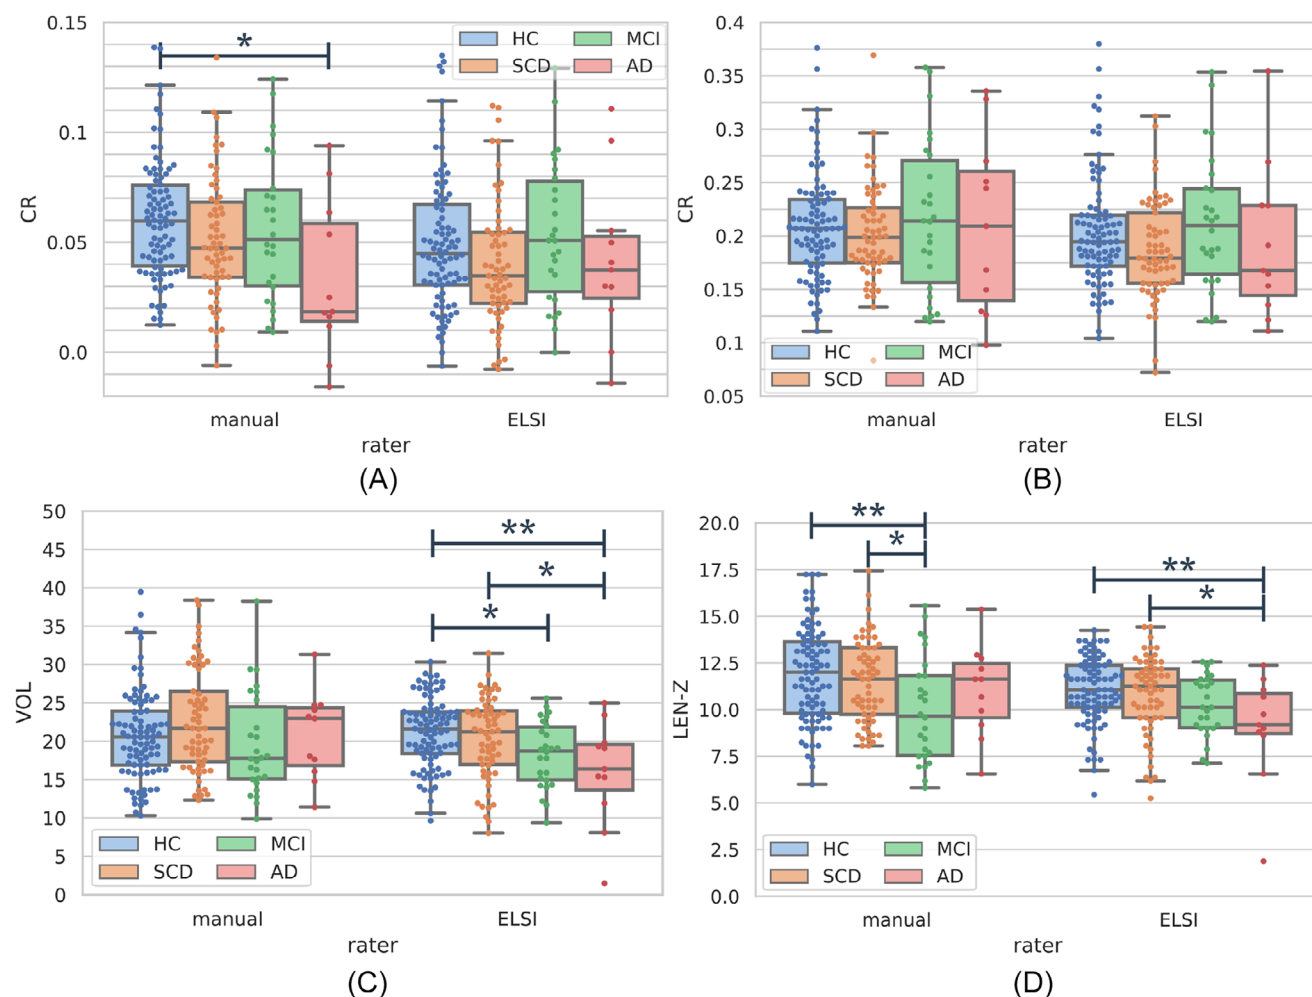 0.15
0.1
0.05
0.0
CR
*
HC MCI
SCD AD
manual ELSI
rater
(A)
0.4
0.35
0.3
0.25
0.2
0.15
0.1
0.05
CR
HC MCI
SCD AD
manual ELSI
rater
(B)
50
45
40
35
30
25
20
15
10
5
0
VOL
**
*
*
HC MCI
SCD AD
manual ELSI
rater
(C)
20.0
17.5
15.0
12.5
10.0
7.5
5.0
2.5
0.0
LEN-Z
**
*
**
*
HC MCI
SCD AD
manual ELSI
rater
(D)